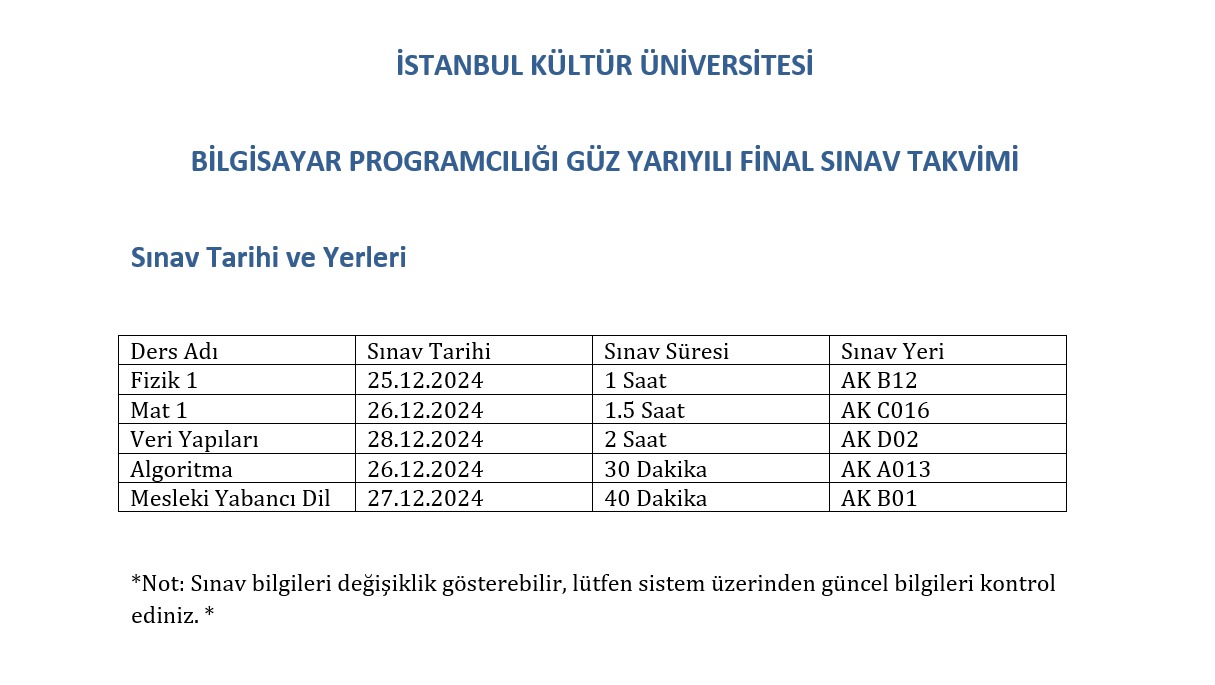 İSTANBUL KÜLTÜR ÜNİVERSİTESİ
BİLGİSAYAR PROGRAMCILIĞI GÜZ YARIYILI FİNAL SINAV TAKVİMİ
Sınav Tarihi ve Yerleri
Ders Adı Sınav Tarihi Sınav Süresi Sınav Yeri
Fizik 1 25.12.2024 1 Saat AK B12
Mat 1 26.12.2024 1.5 Saat AK C016
Veri Yapıları 28.12.2024 2 Saat AK D02
Algoritma 26.12.2024 30 Dakika AK A013
Mesleki Yabancı Dil 27.12.2024 40 Dakika AK B01
*Not: Sınav bilgileri değişiklik gösterebilir, lütfen sistem üzerinden güncel bilgileri kontrol
ediniz. *